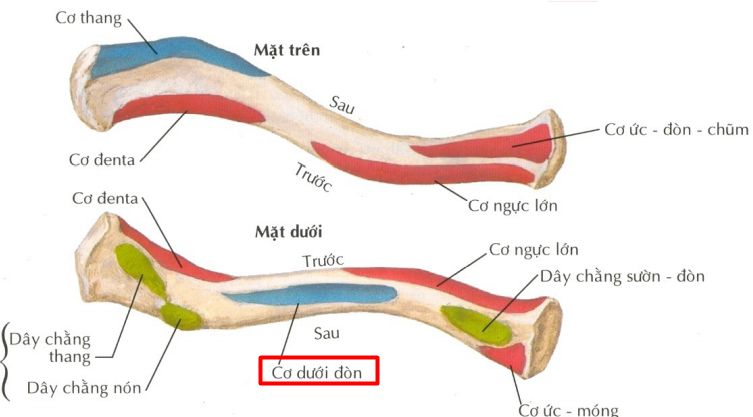 Cơ thang
Mặt trên
Sau
Cơ ức - đòn - chũm
Cơ đenta
Trước
Cơ ngực lớn
Cơ đenta
Mặt dưới
Trước
Cơ ngực lớn
Dây chằng sườn - đòn
Sau
Dây chằng
thang
Cơ dưới đòn
Dây chằng nón
Cơ ức - móng